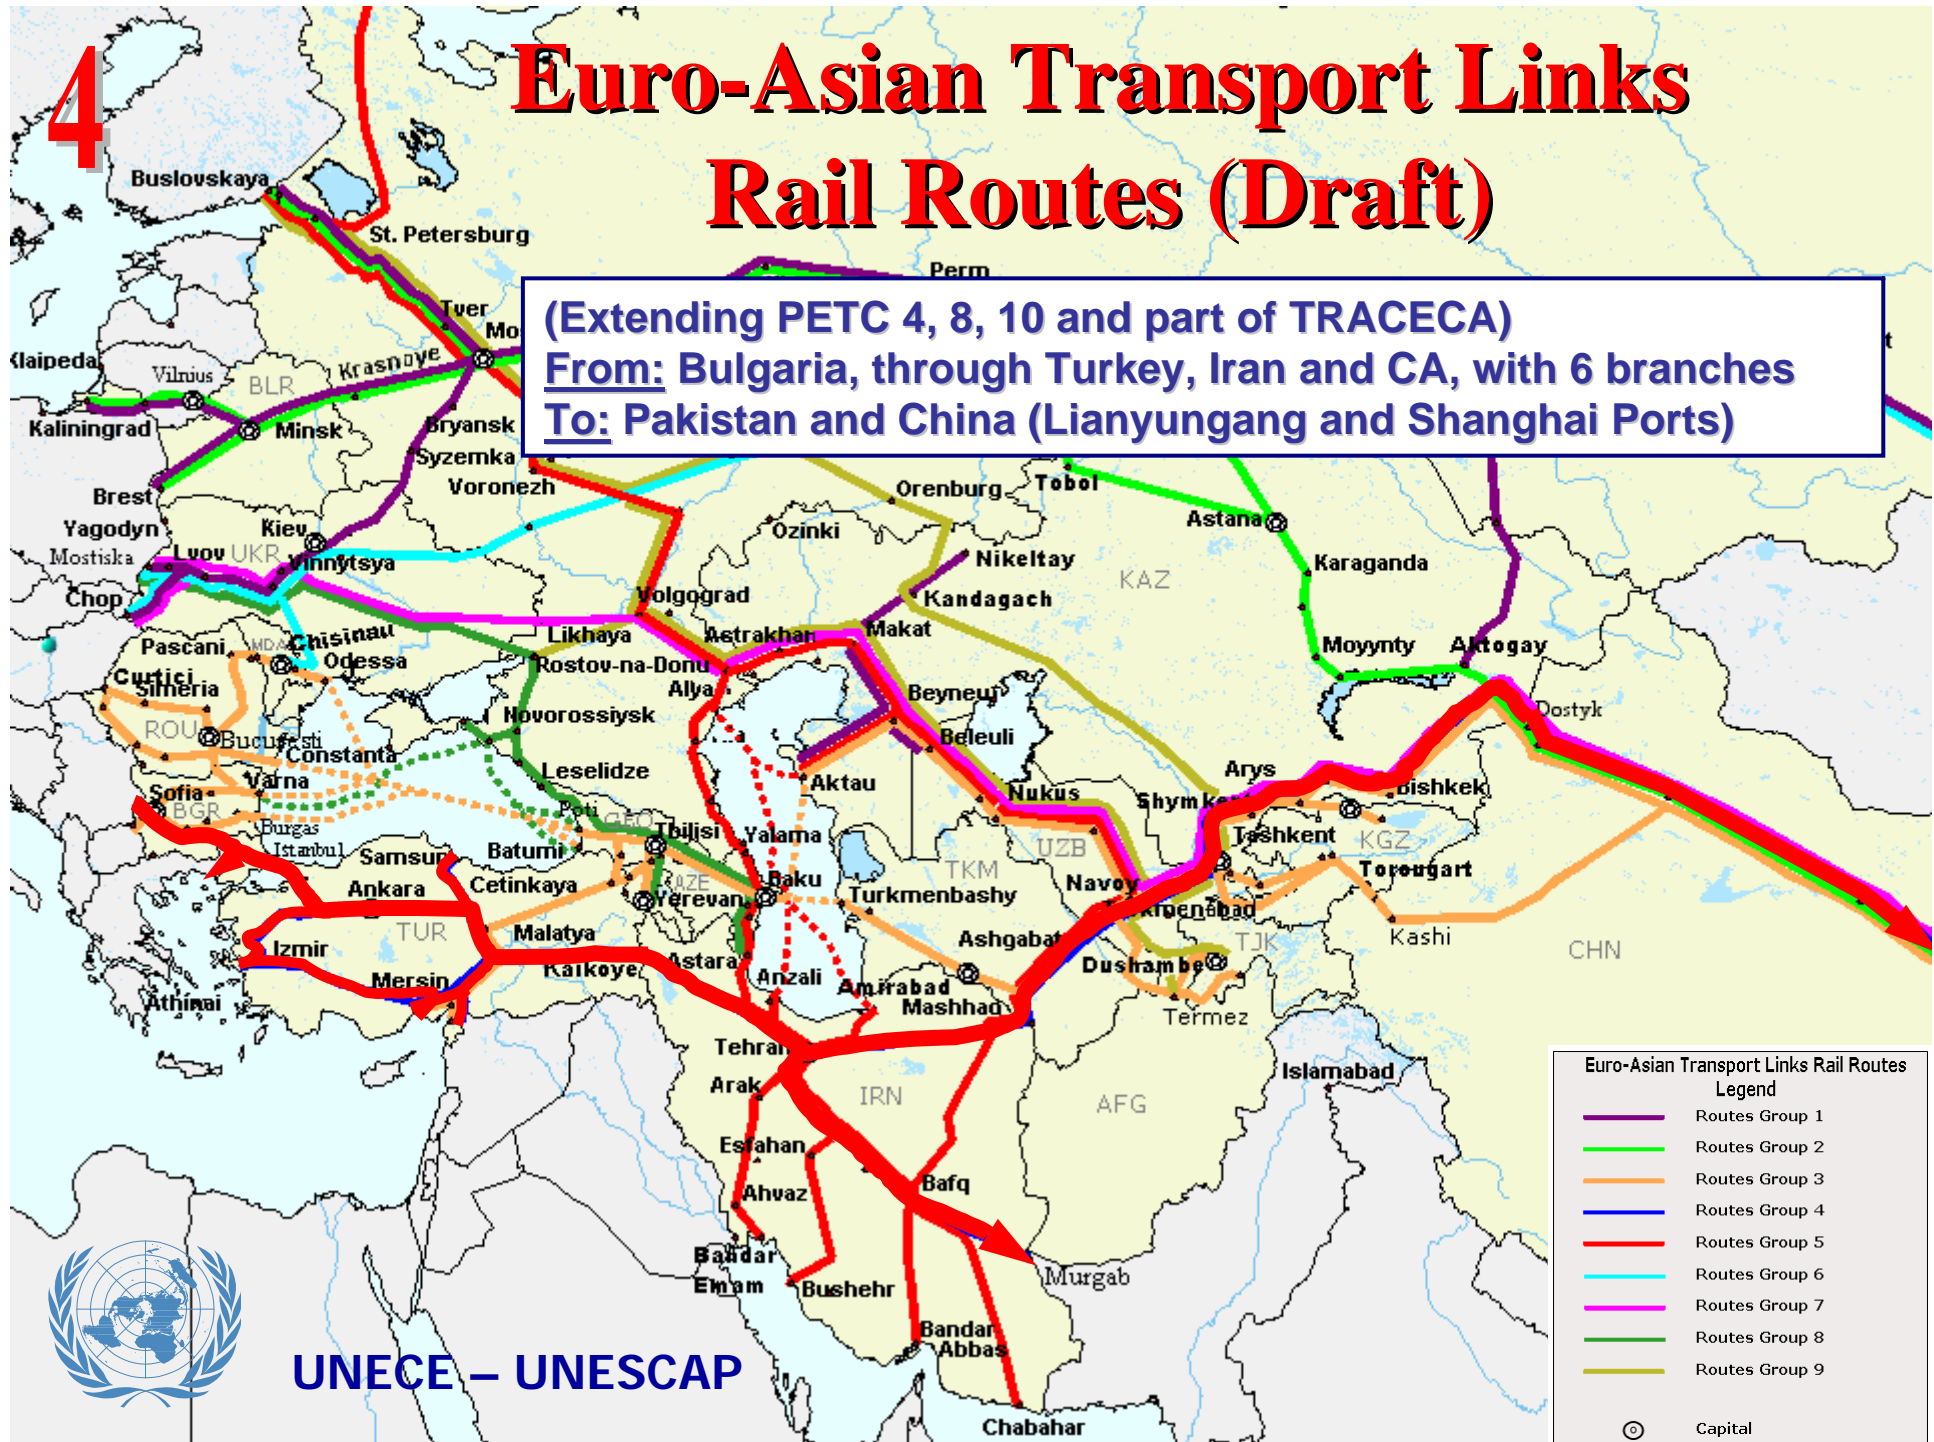 4
Euro-Asian Transport Links
Rail Routes (Draft)
(Extending PETC 4, 8, 10 and part of TRACECA)
From: Bulgaria, through Turkey, Iran and CA, with 6 branches
To: Pakistan and China (Lianyungang and Shanghai Ports)
Buslovskaya
St. Petersburg
Perm
Tver
Mos
Klaipeda
Vilnius
BLR
Krasnoye
Kaliningrad
Minsk
Bryansk
Syzemka
Voronezh
Brest
Yagodyn
Kiev
Mostiska
Lvov
UKR
Vinnytsya
Chop
Orenburg
Tobol
Ozinki
Astana
Nikeltay
Karaganda
KAZ
Kandagach
Volgograd
Likhaya
Astrakhan
Makat
Moyynty
Aktogay
Pascani
MDA
Chisinau
Odessa
Rostov-na-Donu
Curtici
Simeria
Alya
Beyneu
Dostyk
ROU
Bucuresti
Novorossiysk
Beleuli
Constanta
Leselidze
Aktau
Arys
Varna
Sofia
BGR
Nukus
Shymkent
Bishkek
Poti
GEO
Burgas
Istanbul
Tbilisi
Yalama
UZB
Tashkent
KGZ
Samsun
Batumi
TKM
Torougart
Ankara
Cetinkaya
AZE
Baku
Navoy
Yerevan
Turkmenbashy
TUR
Malatya
Ashgabat
Kashi
TJK
CHN
Izmir
Kalkoye
Astara
Dushambe
Mersin
Anzali
Amirabad
Athinai
Mashhad
Termez
Tehran
Islamabad
Arak
IRN
AFG
Esfahan
Ahvaz
Bafq
Bandar
Emam
Bushehr
Murgab
Bandar
Abbas
Chabahar
UNECE – UNESCAP
Euro-Asian Transport Links Rail Routes
Legend
Routes Group 1
Routes Group 2
Routes Group 3
Routes Group 4
Routes Group 5
Routes Group 6
Routes Group 7
Routes Group 8
Routes Group 9
Capital